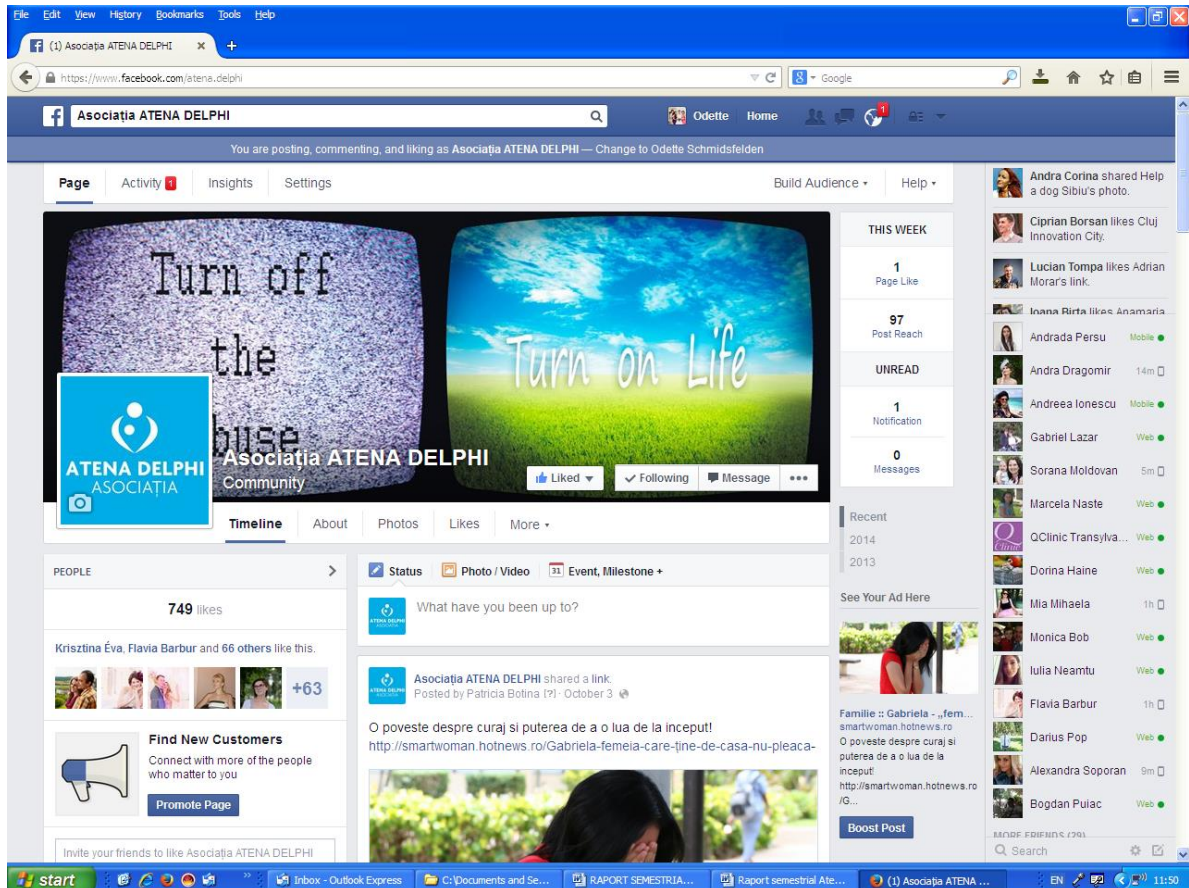 File Edit View History Bookmarks Tools Help
(1) Asociația ATENA DELPHI
https://www.facebook.com/atena.delphi
Google
Asociația ATENA DELPHI
Odette Home
1
You are posting, commenting, and liking as Asociația ATENA DELPHI — Change to Odette Schmidsfelden
Page Activity 1 Insights Settings Build Audience Help
Turn off
the
buse
Turn on Life
ATENA DELPHI
ASOCIAȚIA
Asociația ATENA DELPHI
Community
Liked Following Message
Timeline About Photos Likes More
THIS WEEK
1
Page Like
97
Post Reach
UNREAD
1
Notification
0
Messages
Recent
2014
2013
PEOPLE
749 likes
Krisztina Éva, Flavia Barbur and 66 others like this.
+63
Find New Customers
Connect with more of the people
who matter to you
Promote Page
Invite your friends to like Asociația ATENA DELPHI
Status Photo / Video 31 Event, Milestone +
ATENA DELPHI
What have you been up to?
ATENA DELPHI
Asociația ATENA DELPHI shared a link.
Posted by Patricia Botina [?] · October 3
O poveste despre curaj si puterea de a o lua de la inceput!
http://smartwoman.hotnews.ro/Gabriela-femeia-care-ține-de-casa-nu-pleaca-
See Your Ad Here
Familie :: Gabriela - „fem...
smartwoman.hotnews.ro
O poveste despre curaj si
puterea de a o lua de la
inceput!
http://smartwoman.hotnews.ro
/G...
Boost Post
Andra Corina shared Help
a dog Sibiu's photo.
Ciprian Borsan likes Cluj
Innovation City.
Lucian Tompa likes Adrian
Morar's link.
Ioana Birta likes Anamaria
Andrada Persu Mobile
Andra Dragomir 14m
Andreea Ionescu Mobile
Gabriel Lazar Web
Sorana Moldovan 5m
Marcela Naste Web
QClinic Transylva... Web
Dorina Haine Web
Mia Mihaela 1h
Monica Bob Web
Iulia Neamtu Web
Flavia Barbur 1h
Darius Pop Web
Alexandra Soporan 9m
Bogdan Puiac Web
MORE FRIENDS (29)
Search
start
Inbox - Outlook Express
C:\Documents and Se...
RAPORT SEMESTRIA...
Raport semestrial Ate...
(1) Asociația ATENA ...
EN
11:50